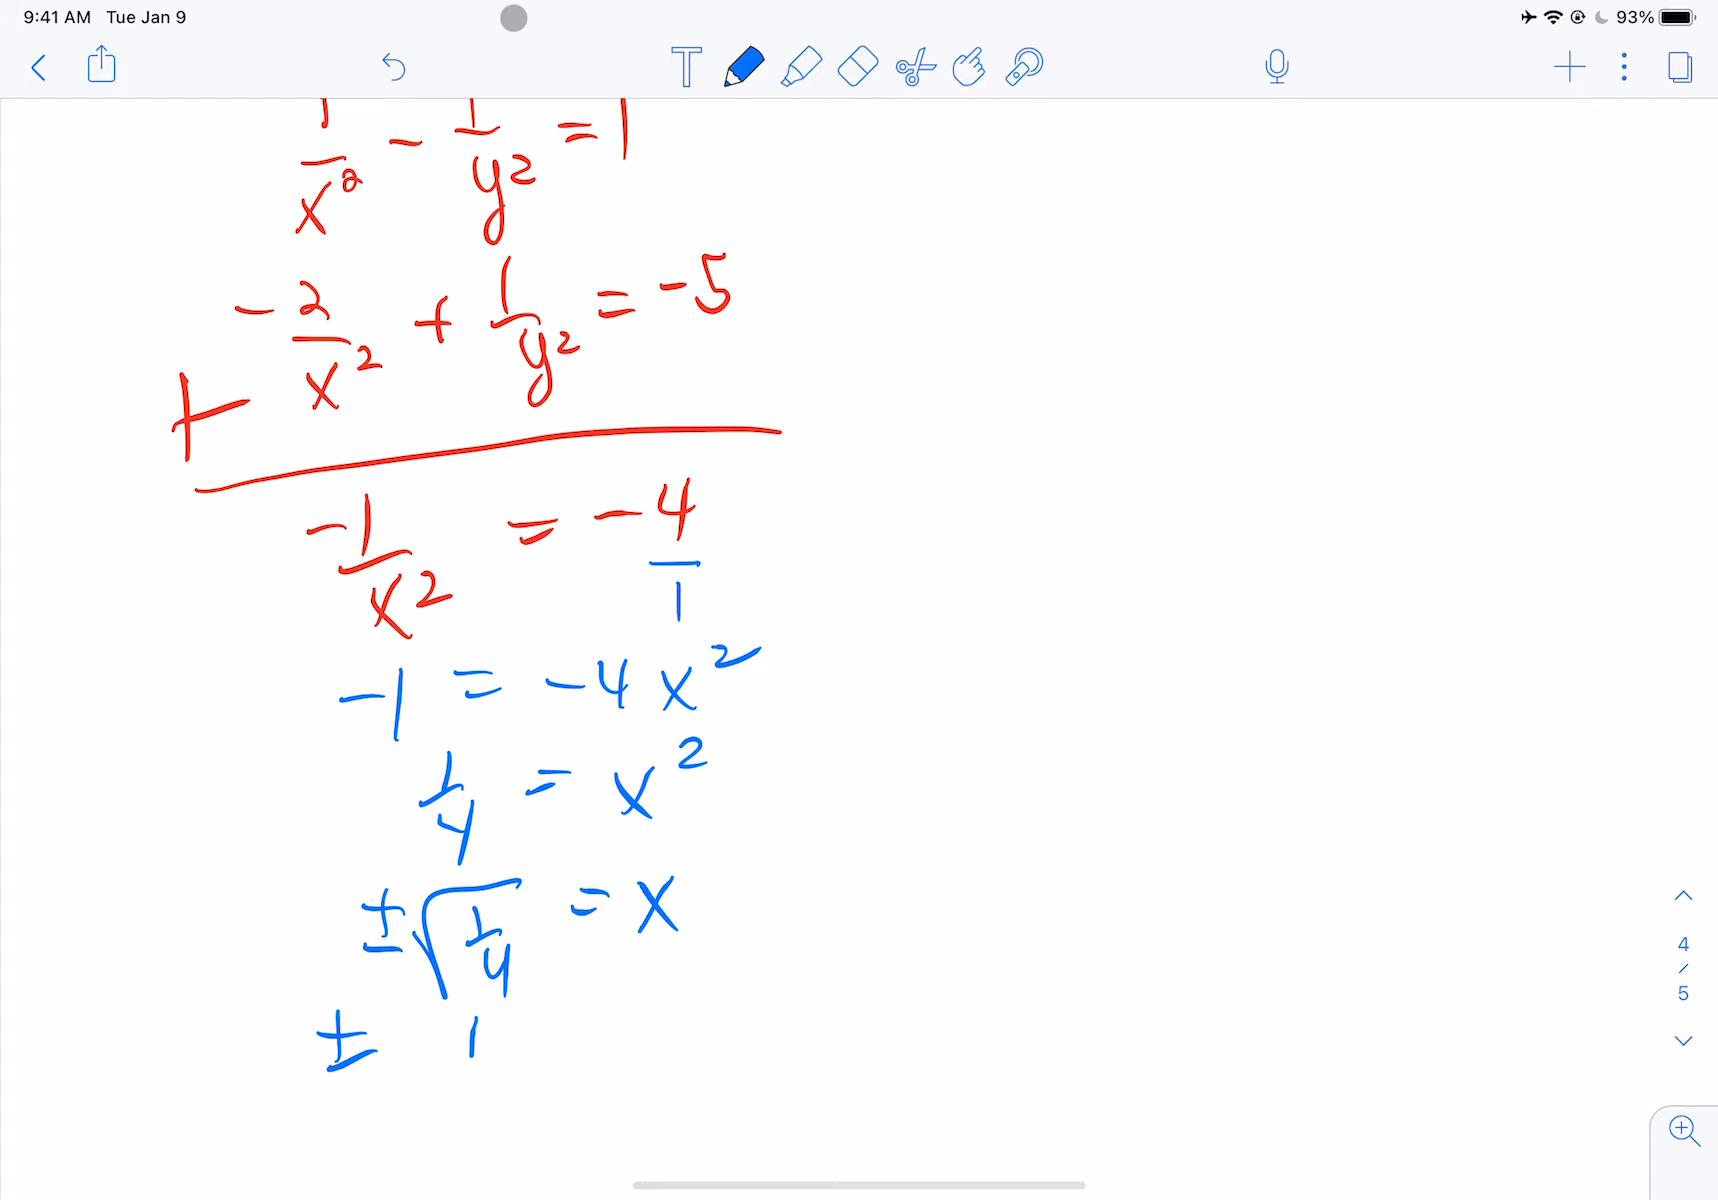 9:41 AM Tue Jan 9 93%
T
1/x² - 1/y² = 1
- 2/x² + 1/y² = -5
+
-1/x² = -4/1
-1 = -4x²
1/4 = x²
±√(1/4) = x
± 1
4
/
5